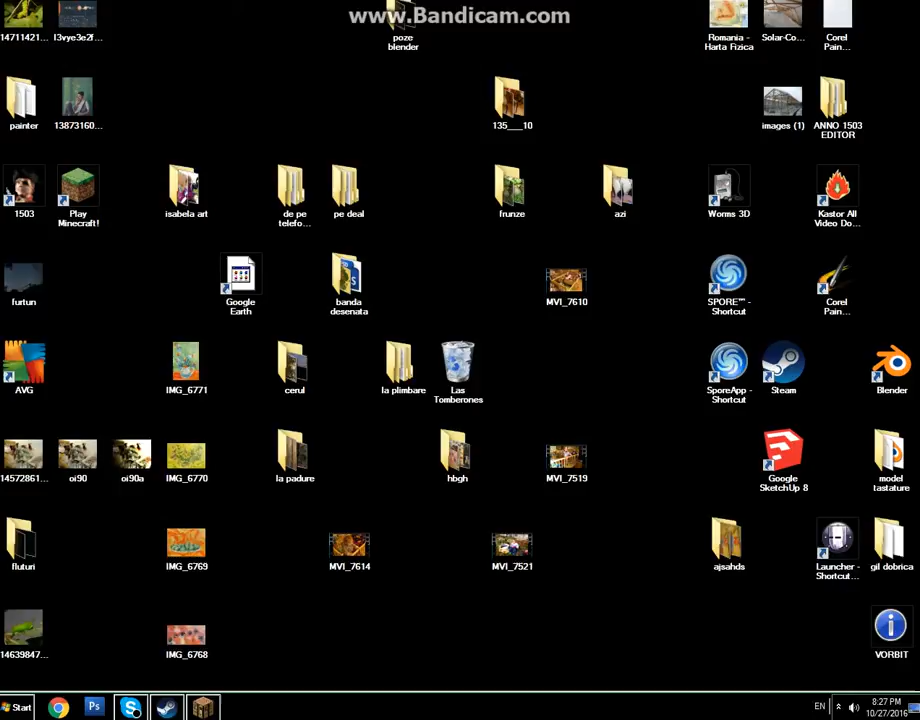 www.Bandicam.com
14711421...
l3vye3e2f...
poze
blender
Romania -
Harta Fizica
Solar-Co...
Corel
Pain...
painter
13873160...
135___10
images (1)
ANNO 1503
EDITOR
1503
Play
Minecraft!
isabela art
de pe
telefo...
pe deal
frunze
azi
Worms 3D
Kastor All
Video Do...
furtun
Google
Earth
banda
desenata
MVI_7610
SPORE™ -
Shortcut
Corel
Pain...
AVG
IMG_6771
cerul
la plimbare
Las
Tomberones
SporeApp -
Shortcut
Steam
Blender
14572861...
oi90
oi90a
IMG_6770
la padure
hbgh
MVI_7519
Google
SketchUp 8
model
tastature
fluturi
IMG_6769
MVI_7614
MVI_7521
ajsahds
Launcher -
Shortcut...
gil dobrica
14639847...
IMG_6768
VORBIT
Start
Ps
EN
8:27 PM
10/27/2016